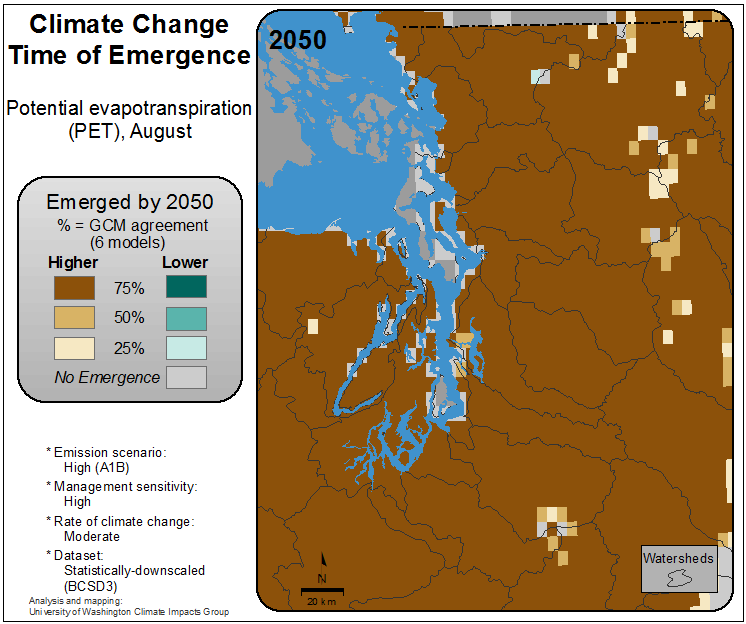 Climate Change
Time of Emergence
Potential evapotranspiration
(PET), August
Emerged by 2050
% = GCM agreement
(6 models)
Higher Lower
75%
50%
25%
No Emergence
* Emission scenario:
High (A1B)
* Management sensitivity:
High
* Rate of climate change:
Moderate
* Dataset:
Statistically-downscaled
(BCSD3)
Analysis and mapping:
University of Washington Climate Impacts Group
2050
N
20 km
Watersheds